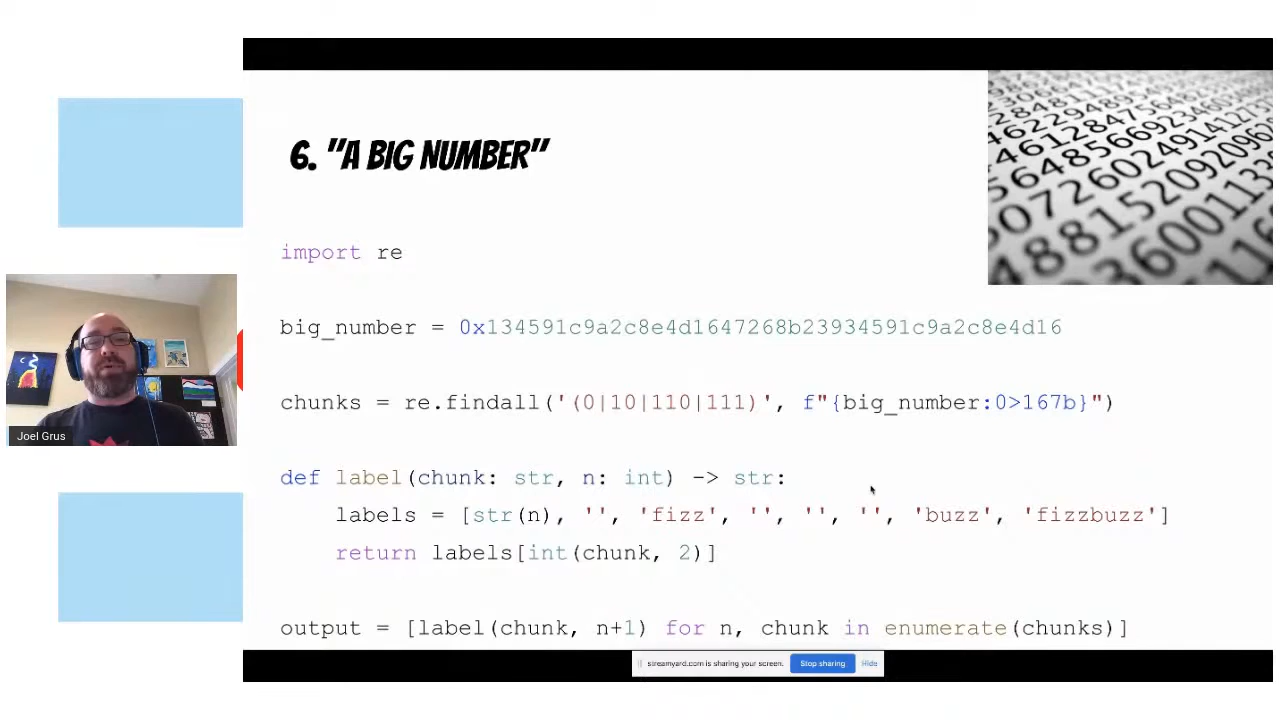 6. "A BIG NUMBER"
import re
big_number = 0x134591c9a2c8e4d1647268b23934591c9a2c8e4d16
chunks = re.findall('(0|10|110|111)', f"{big_number:0>167b}")
def label(chunk: str, n: int) -> str:
labels = [str(n), '', 'fizz', '', '', '', 'buzz', 'fizzbuzz']
return labels[int(chunk, 2)]
output = [label(chunk, n+1) for n, chunk in enumerate(chunks)]
Joel Grus
streamyard.com is sharing your screen. Stop sharing Hide